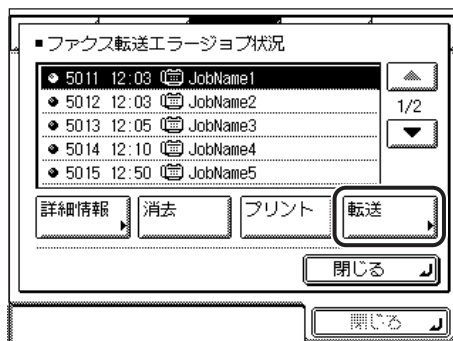 ■ファクス転送エラージョブ状況
5011 12:03 JobName1
5012 12:03 JobName2
5013 12:05 JobName3
5014 12:10 JobName4
5015 12:50 JobName5
1/2
詳細情報 消去 プリント 転送
閉じる
閉じる